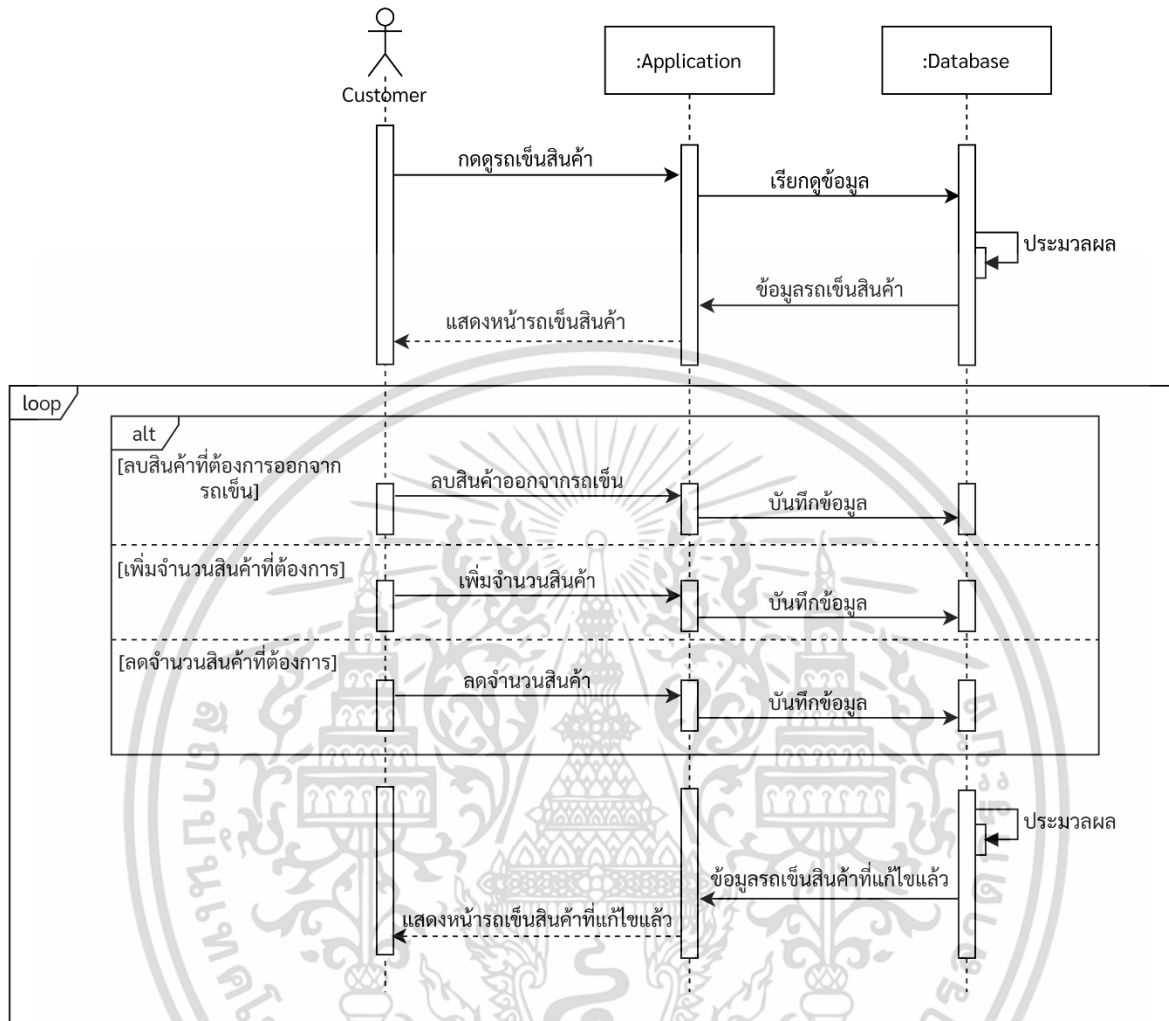 Customer
:Application
:Database
กดดูรถเข็นสินค้า
เรียกดูข้อมูล
ประมวลผล
ข้อมูลรถเข็นสินค้า
แสดงหน้ารถเข็นสินค้า
loop
alt
[ลบสินค้าที่ต้องการออกจาก
รถเข็น]
ลบสินค้าออกจากรถเข็น
บันทึกข้อมูล
[เพิ่มจำนวนสินค้าที่ต้องการ]
เพิ่มจำนวนสินค้า
บันทึกข้อมูล
[ลดจำนวนสินค้าที่ต้องการ]
ลดจำนวนสินค้า
บันทึกข้อมูล
ประมวลผล
ข้อมูลรถเข็นสินค้าที่แก้ไขแล้ว
แสดงหน้ารถเข็นสินค้าที่แก้ไขแล้ว